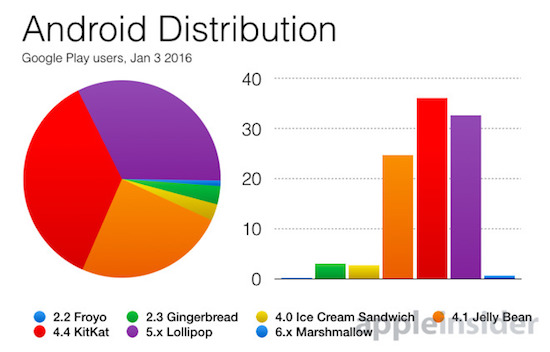 Android Distribution
Google Play users, Jan 3 2016
40
30
20
10
0
2.2 Froyo 2.3 Gingerbread 4.0 Ice Cream Sandwich 4.1 Jelly Bean
4.4 KitKat 5.x Lollipop 6.x Marshmallow
appleinsider